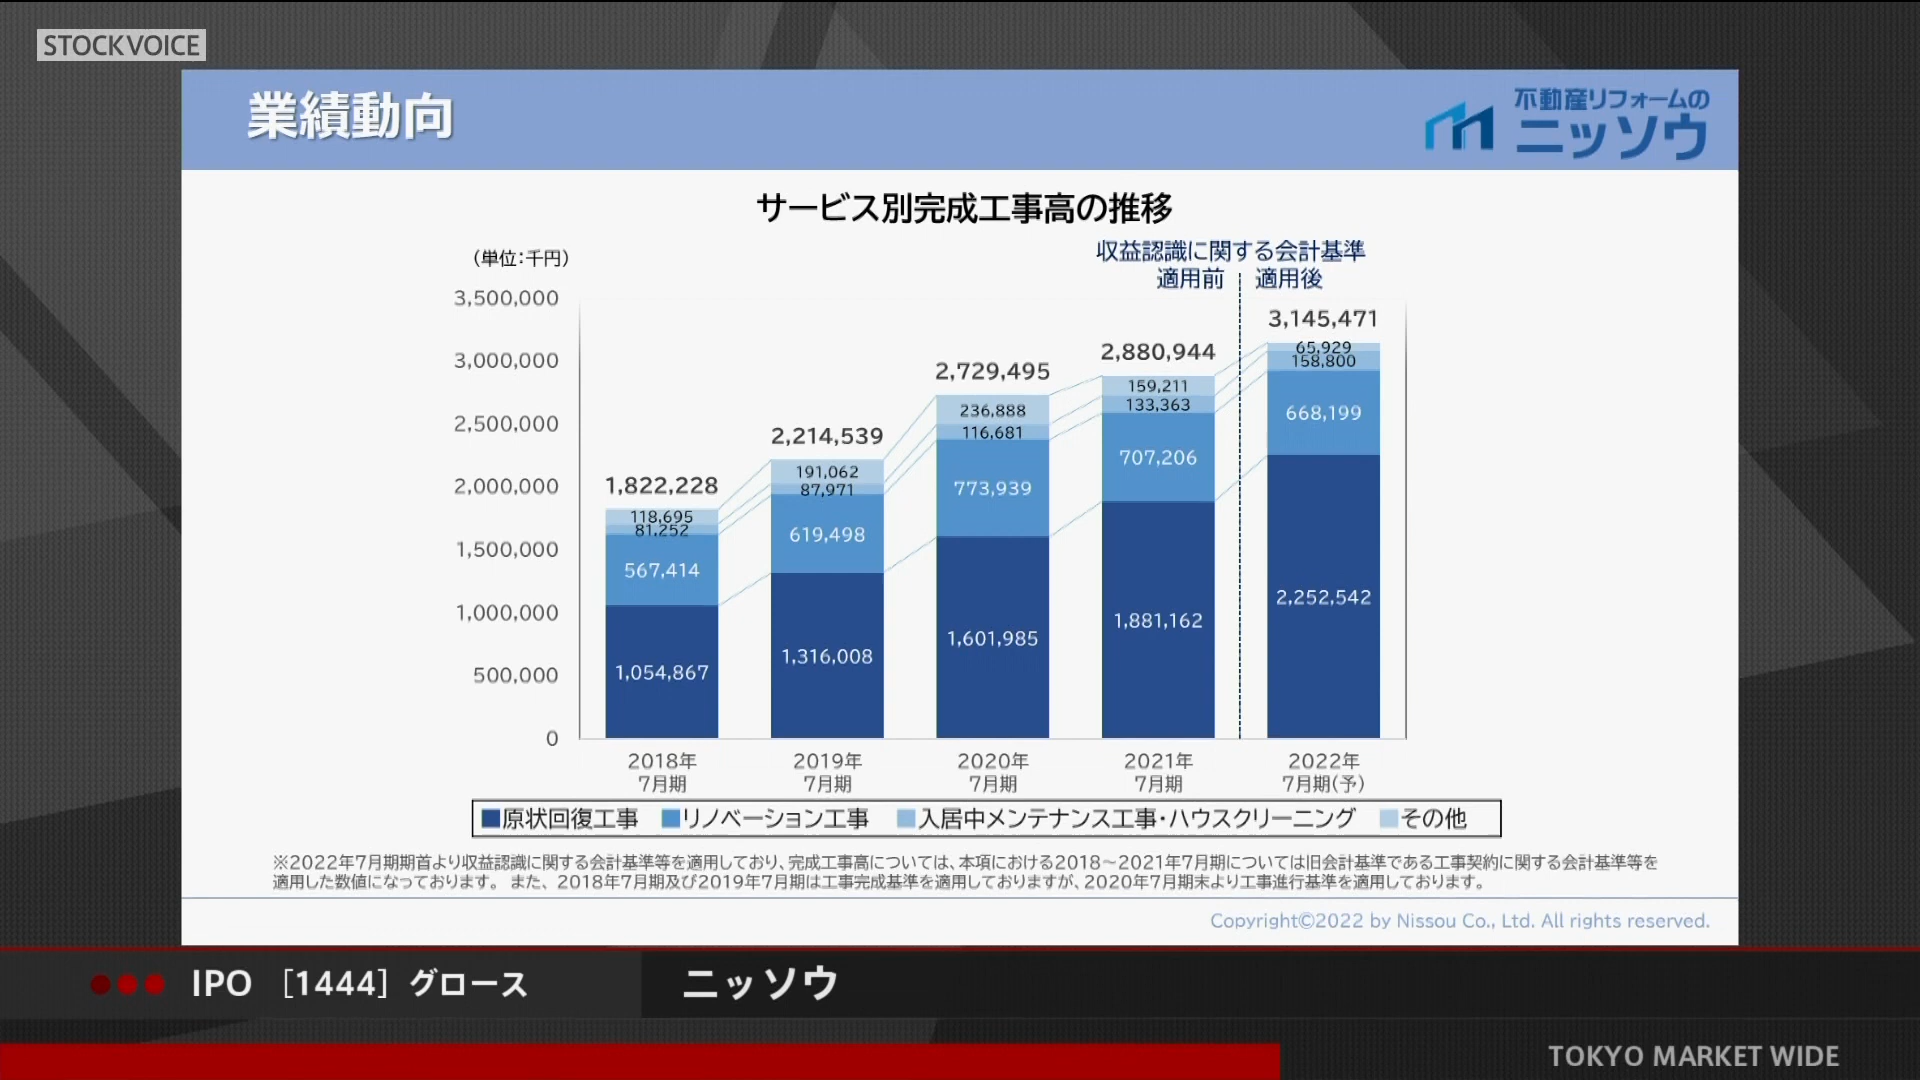 STOCKVOICE
業績動向
不動産リフォームの
ニッソウ
サービス別完成工事高の推移
（単位：千円）
収益認識に関する会計基準
適用前
適用後
3,500,000
3,000,000
2,500,000
2,000,000
1,500,000
1,000,000
500,000
0
1,822,228
118,695
81,252
567,414
1,054,867
2,214,539
191,062
87,971
619,498
1,316,008
2,729,495
236,888
116,681
773,939
1,601,985
2,880,944
159,211
133,363
707,206
1,881,162
3,145,471
65,929
158,800
668,199
2,252,542
2018年
7月期
2019年
7月期
2020年
7月期
2021年
7月期
2022年
7月期(予)
原状回復工事 リノベーション工事 入居中メンテナンス工事・ハウスクリーニング その他
※2022年7月期期首より収益認識に関する会計基準等を適用しており、完成工事高については、本項における2018～2021年7月期については旧会計基準である工事契約に関する会計基準等を
適用した数値になっております。 また、2018年7月期及び2019年7月期は工事完成基準を適用しておりますが、2020年7月期末より工事進行基準を適用しております。
Copyright©2022 by Nissou Co., Ltd. All rights reserved.
IPO [1444] グロース ニッソウ
TOKYO MARKET WIDE